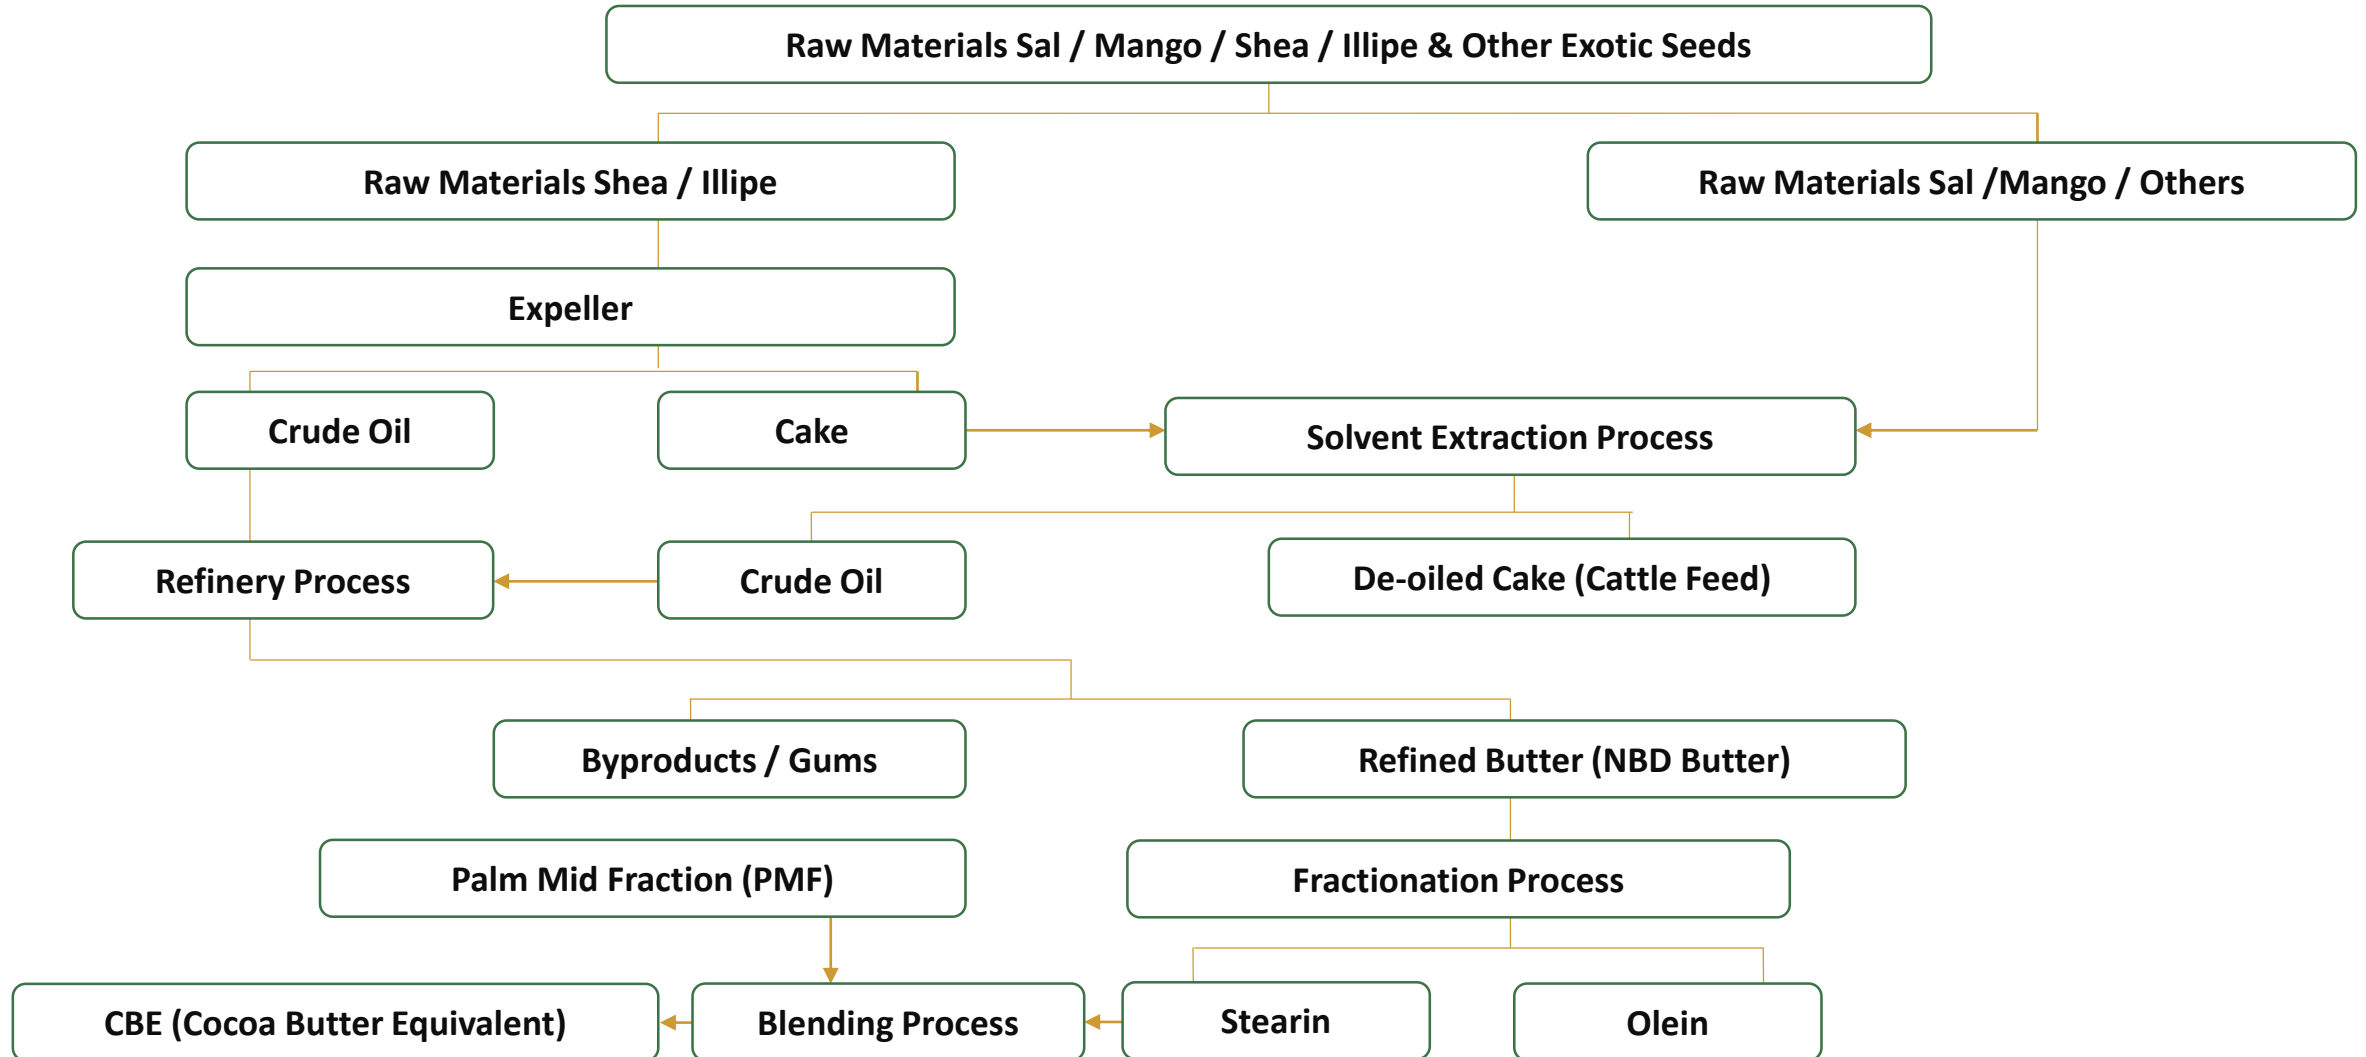 Raw Materials Sal / Mango / Shea / Illipe & Other Exotic Seeds
Raw Materials Shea / Illipe
Raw Materials Sal /Mango / Others
Expeller
Crude Oil
Cake
Solvent Extraction Process
Refinery Process
Crude Oil
De-oiled Cake (Cattle Feed)
Byproducts / Gums
Refined Butter (NBD Butter)
Palm Mid Fraction (PMF)
Fractionation Process
CBE (Cocoa Butter Equivalent)
Blending Process
Stearin
Olein